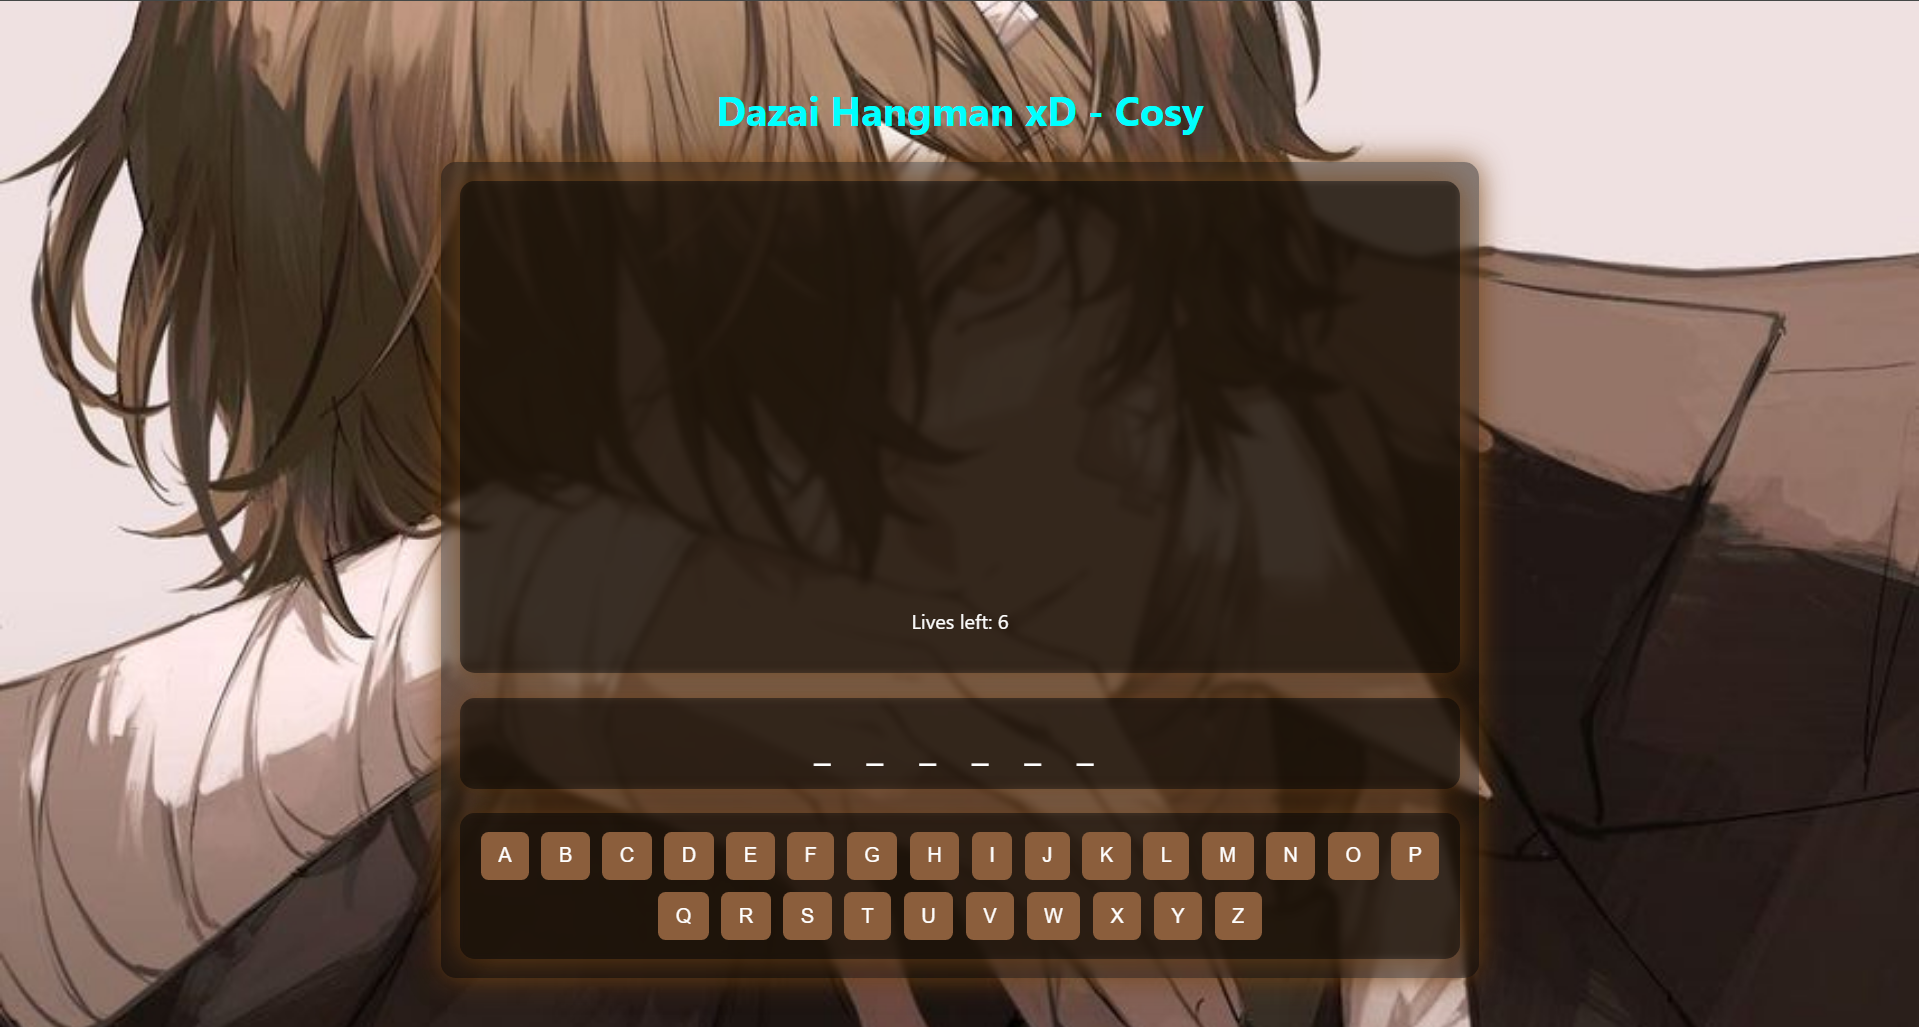 Dazai Hangman xD - Cosy
Lives left: 6
_ _ _ _ _ _
A B C D E F G H I J K L M N O P
Q R S T U V W X Y Z